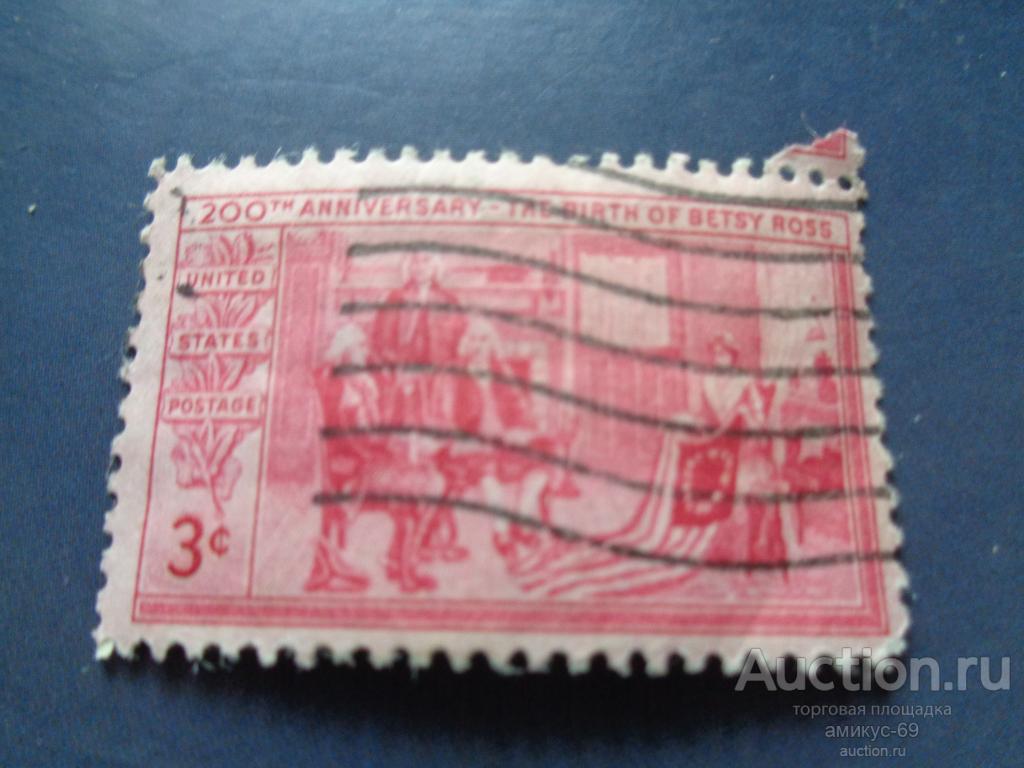 200TH ANNIVERSARY - THE BIRTH OF BETSY ROSS
UNITED
STATES
POSTAGE
3¢
Auction.ru
торговая площадка
амикус-69
auction.ru